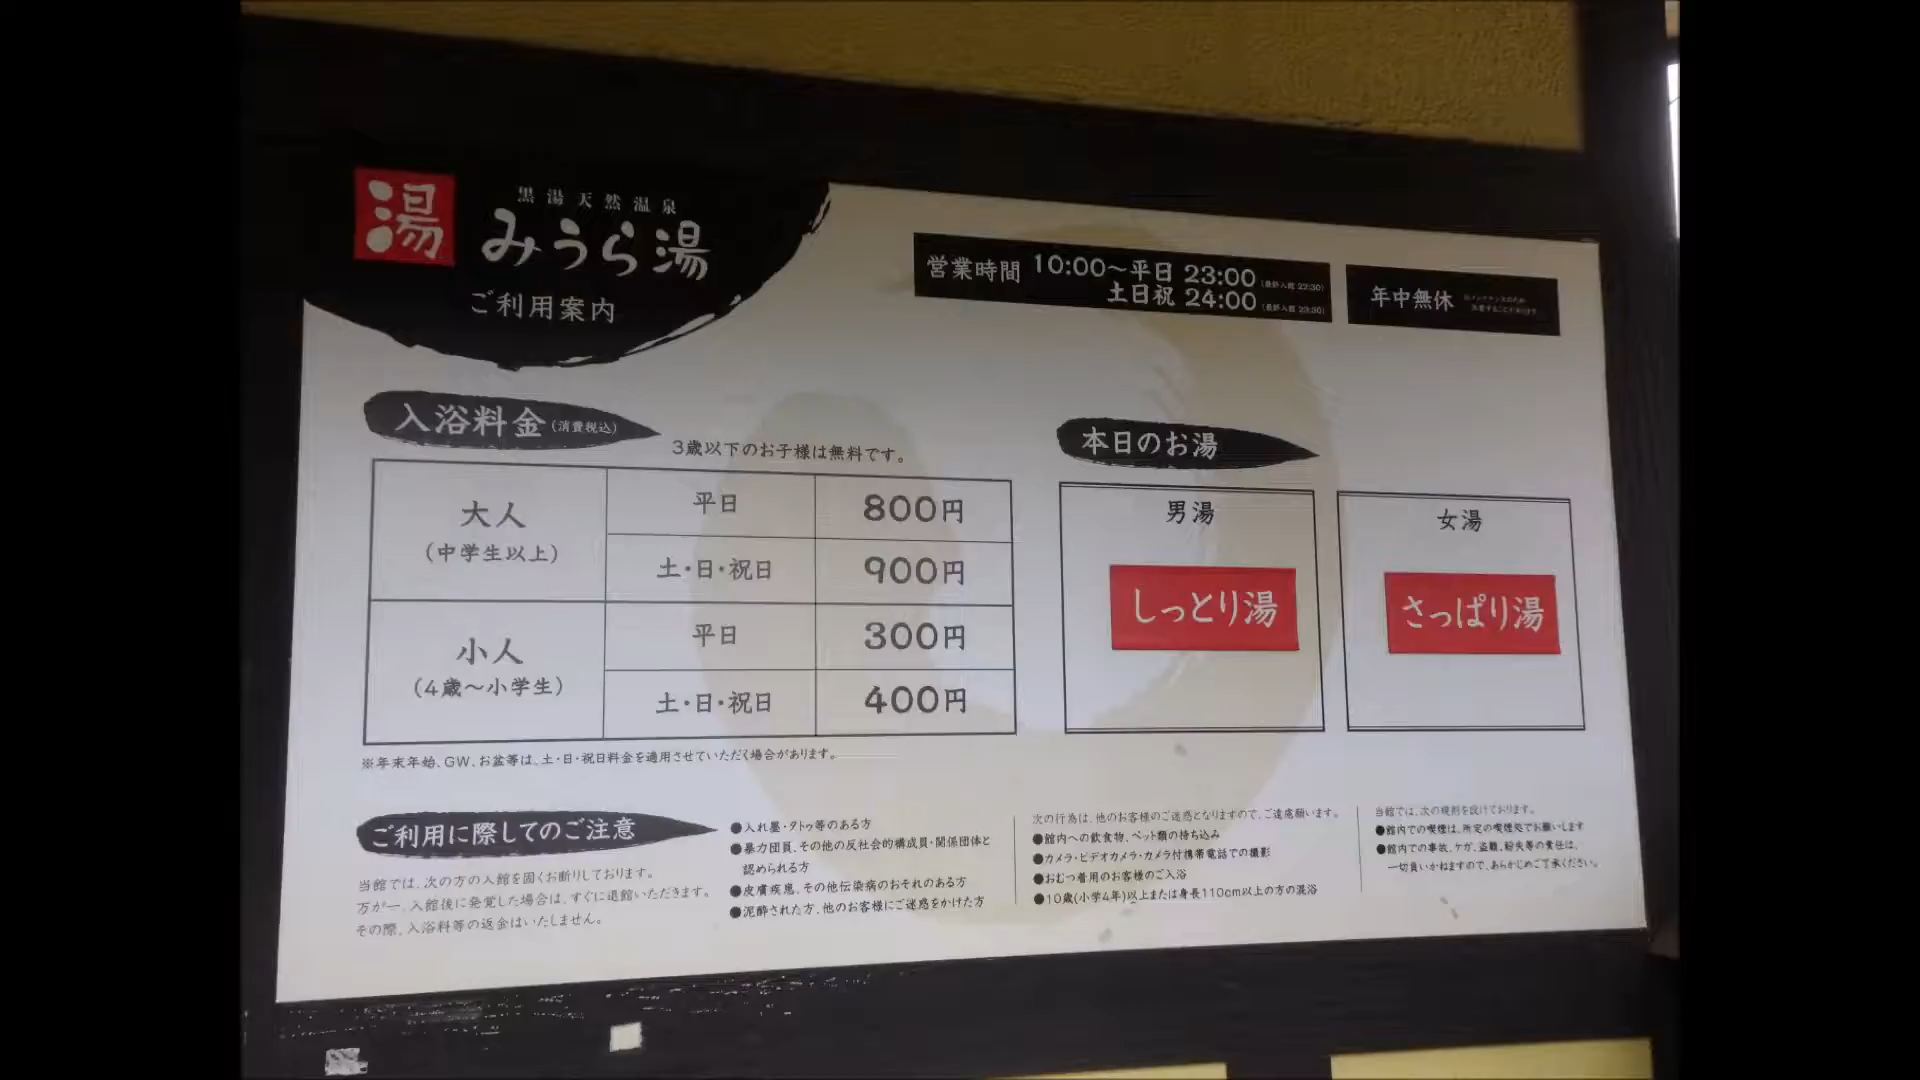 湯
黒湯天然温泉
みうら湯
ご利用案内
営業時間 10:00～平日 23:00 (最終入館 22:30)
土日祝 24:00 (最終入館 23:30)
年中無休
入浴料金(消費税込)
3歳以下のお子様は無料です。
大人
(中学生以上)
平日 800円
土・日・祝日 900円
小人
(4歳～小学生)
平日 300円
土・日・祝日 400円
※年末年始、GW、お盆等は、土・日・祝日料金を適用させていただく場合があります。
本日のお湯
男湯
しっとり湯
女湯
さっぱり湯
ご利用に際してのご注意
当館では、次の方の入館を固くお断りしております。
万が一、入館後に発覚した場合は、すぐに退館いただきます。
その際、入浴料等の返金はいたしません。
●入れ墨・タトゥ等のある方
●暴力団員、その他の反社会的構成員・関係団体と
認められる方
●皮膚疾患、その他伝染病のおそれのある方
●泥酔された方、他のお客様にご迷惑をかけた方
次の行為は、他のお客様のご迷惑となりますので、ご遠慮願います。
●館内への飲食物、ペット類の持ち込み
●カメラ・ビデオカメラ・カメラ付携帯電話での撮影
●おむつ着用のお客様のご入浴
●10歳(小学4年)以上または身長110cm以上の方の混浴
当館では、次の規則を設けております。
●館内での喫煙は、所定の喫煙処でお願いします
●館内での事故、ケガ、盗難、紛失等の責任は、
一切負いかねますので、あらかじめご了承ください。